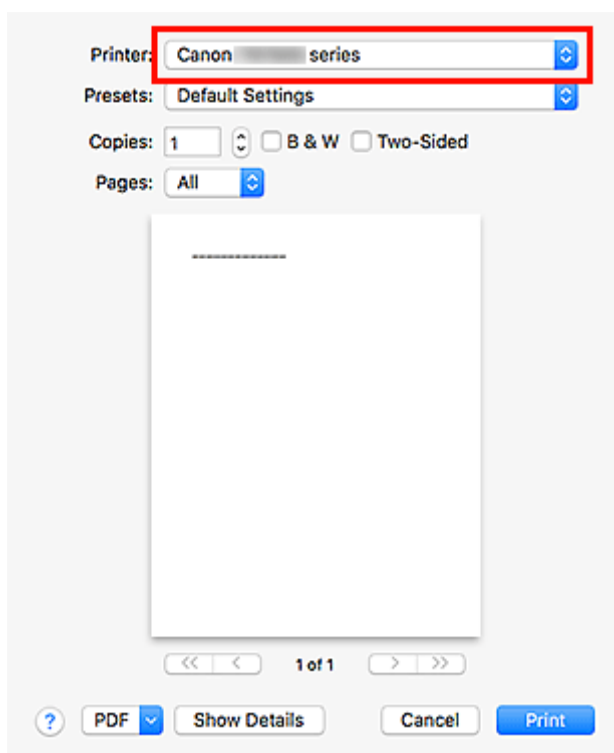 Printer: Canon series
Presets: Default Settings
Copies: 1 B & W Two-Sided
Pages: All
-------------
<< < 1 of 1 > >>
? PDF Show Details Cancel Print